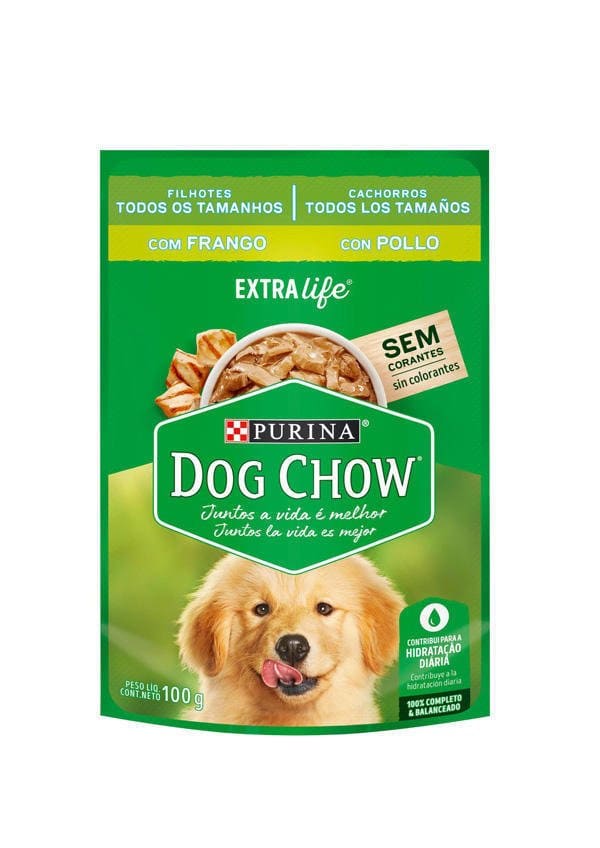 FILHOTES
TODOS OS TAMANHOS
CACHORROS
TODOS LOS TAMAÑOS
COM FRANGO
CON POLLO
EXTRA life®
SEM
CORANTES
sin colorantes
PURINA®
DOG CHOW®
Juntos a vida é melhor
Juntos la vida es mejor
CONTRIBUI PARA A
HIDRATAÇÃO
DIÁRIA
Contribuye a la
hidratación diaria
100% COMPLETO
& BALANCEADO
PESO LÍQ.
CONT.NETO 100 g